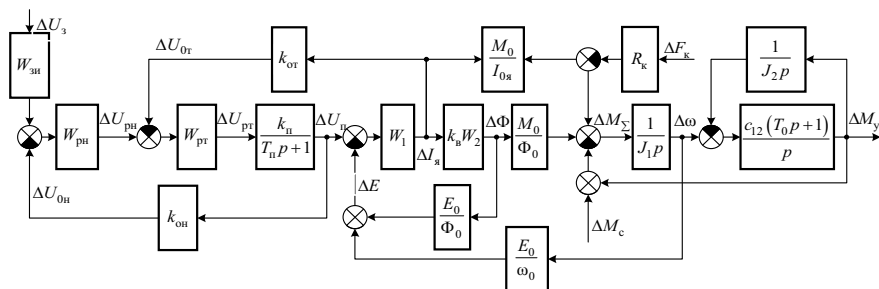 ΔU_з
W_зи
ΔU_0т
k_от
M_0 / I_0я
R_к
ΔF_к
1 / J_2 p
ΔU_рн
W_рн
ΔU_рт
W_рт
k_п / T_п p+1
ΔU_п
W_1
ΔI_я
k_в W_2
ΔΦ
M_0 / Φ_0
ΔM_Σ
1 / J_1 p
Δω
c_12 (T_0 p+1) / p
ΔM_у
ΔU_0н
k_он
ΔE
E_0 / Φ_0
ΔM_с
E_0 / ω_0